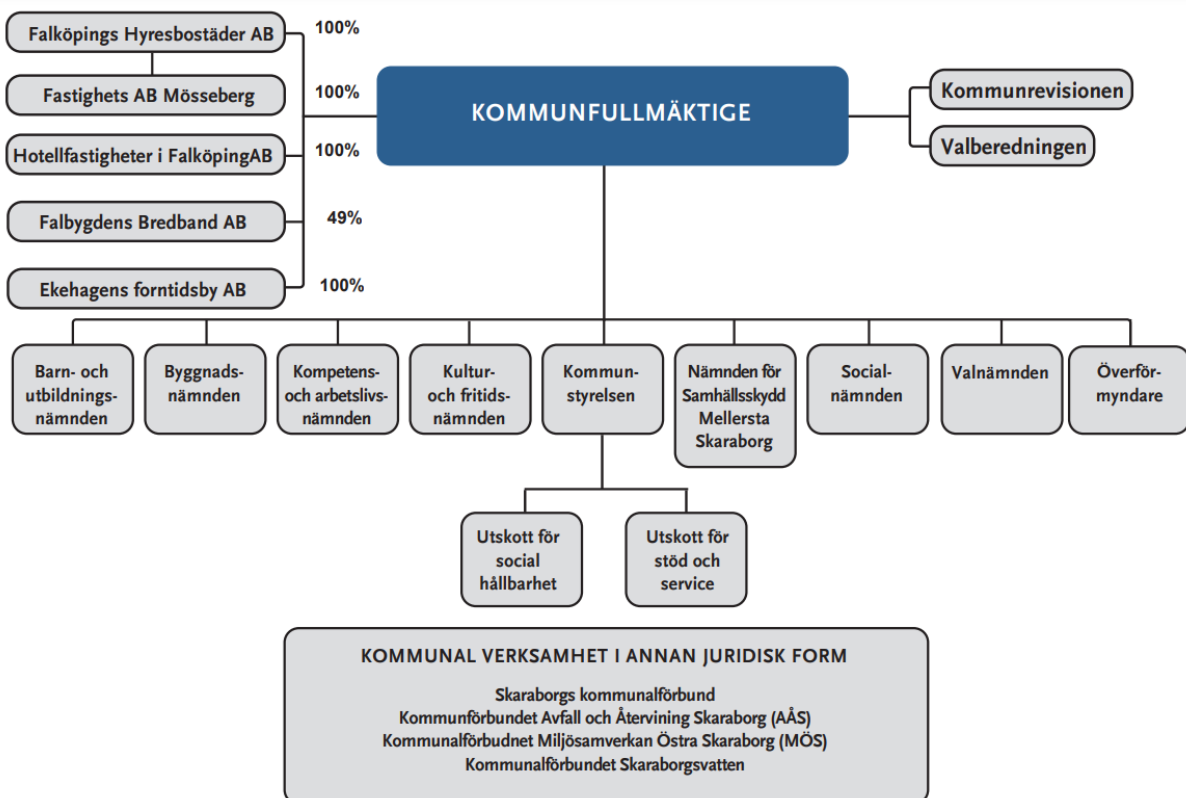 Falköpings Hyresbostäder AB
100%
Fastighets AB Mösseberg
100%
Hotellfastigheter i FalköpingAB
100%
Falbygdens Bredband AB
49%
Ekehagens forntidsby AB
100%
KOMMUNFULLMÄKTIGE
Kommunrevisionen
Valberedningen
Barn- och
utbildnings-
nämnden
Byggnads-
nämnden
Kompetens-
och arbetslivs-
nämnden
Kultur-
och fritids-
nämnden
Kommun-
styrelsen
Nämnden för
Samhällsskydd
Mellersta
Skaraborg
Social-
nämnden
Valnämnden
Överför-
myndare
Utskott för
social
hållbarhet
Utskott för
stöd och
service
KOMMUNAL VERKSAMHET I ANNAN JURIDISK FORM
Skaraborgs kommunalförbund
Kommunförbundet Avfall och Återvining Skaraborg (AÅS)
Kommunalförbudnet Miljösamverkan Östra Skaraborg (MÖS)
Kommunalförbundet Skaraborgsvatten